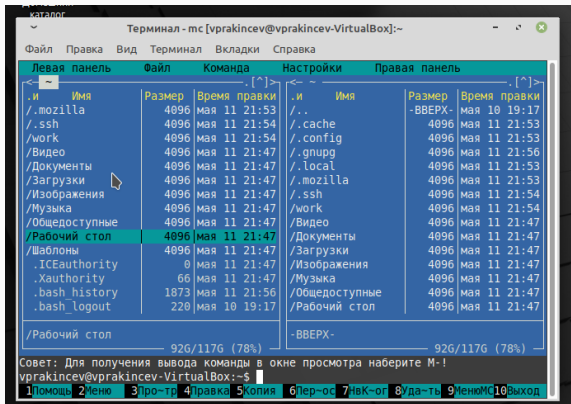 каталог
Терминал - mc [vprakincev@vprakincev-VirtualBox]:~
Файл Правка Вид Терминал Вкладки Справка
Левая панель Файл Команда Настройки Правая панель
<- ~ .[^]> <- ~ .[^]>
.и Имя Размер Время правки .и Имя Размер Время правки
/.mozilla 4096 мая 11 21:53 /.. -ВВЕРХ- мая 10 19:17
/.ssh 4096 мая 11 21:54 /.cache 4096 мая 11 21:53
/work 4096 мая 11 21:54 /.config 4096 мая 11 21:53
/Видео 4096 мая 11 21:47 /.gnupg 4096 мая 11 21:56
/Документы 4096 мая 11 21:47 /.local 4096 мая 11 21:53
/Загрузки 4096 мая 11 21:47 /.mozilla 4096 мая 11 21:53
/Изображения 4096 мая 11 21:47 /.ssh 4096 мая 11 21:54
/Музыка 4096 мая 11 21:47 /work 4096 мая 11 21:54
/Общедоступные 4096 мая 11 21:47 /Видео 4096 мая 11 21:47
/Рабочий стол 4096 мая 11 21:47 /Документы 4096 мая 11 21:47
/Шаблоны 4096 мая 11 21:47 /Загрузки 4096 мая 11 21:47
.ICEauthority 0 мая 11 21:47 /Изображения 4096 мая 11 21:47
.Xauthority 66 мая 11 21:47 /Музыка 4096 мая 11 21:47
.bash_history 1873 мая 11 21:56 /Общедоступные 4096 мая 11 21:47
.bash_logout 220 мая 10 19:17 /Рабочий стол 4096 мая 11 21:47
/Рабочий стол -ВВЕРХ-
92G/117G (78%) 92G/117G (78%)
Совет: Для получения вывода команды в окне просмотра наберите M-!
vprakincev@vprakincev-VirtualBox:~$
1Помощь 2Меню 3Про~тр 4Правка 5Копия 6Пер~ос 7НвК~ог 8Уда~ть 9МенюMC 10Выход